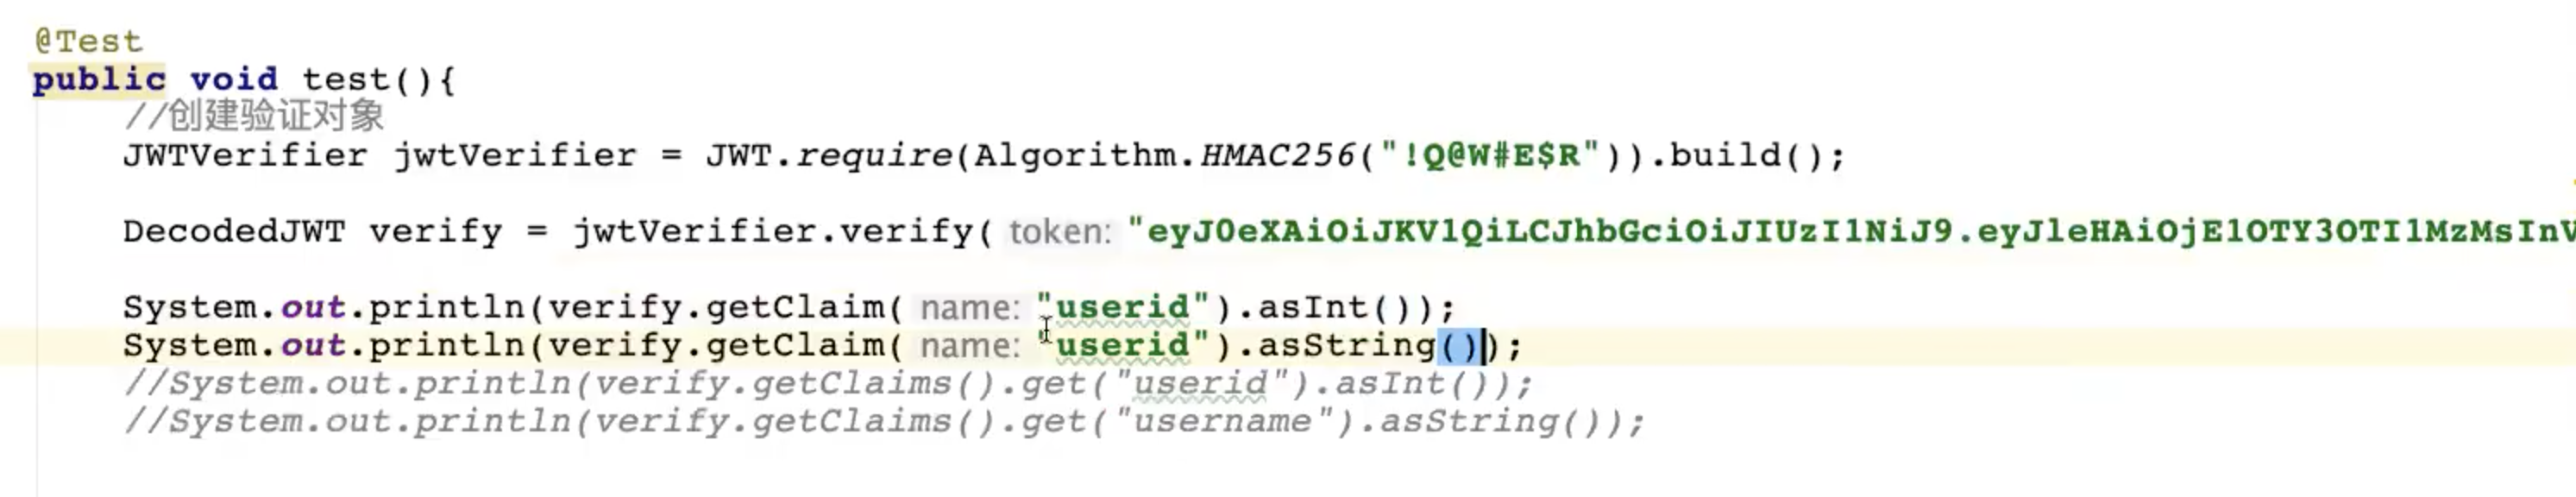 @Test
public void test(){
//创建验证对象
JWTVerifier jwtVerifier = JWT.require(Algorithm.HMAC256("!Q@W#E$R")).build();
DecodedJWT verify = jwtVerifier.verify( token: "eyJ0eXAiOiJKV1QiLCJhbGciOiJIUzI1NiJ9.eyJleHAiOjE1OTY3OTI1MzMsInV
System.out.println(verify.getClaim( name: "userid").asInt());
System.out.println(verify.getClaim( name: "userid").asString());
//System.out.println(verify.getClaims().get("userid").asInt());
//System.out.println(verify.getClaims().get("username").asString());